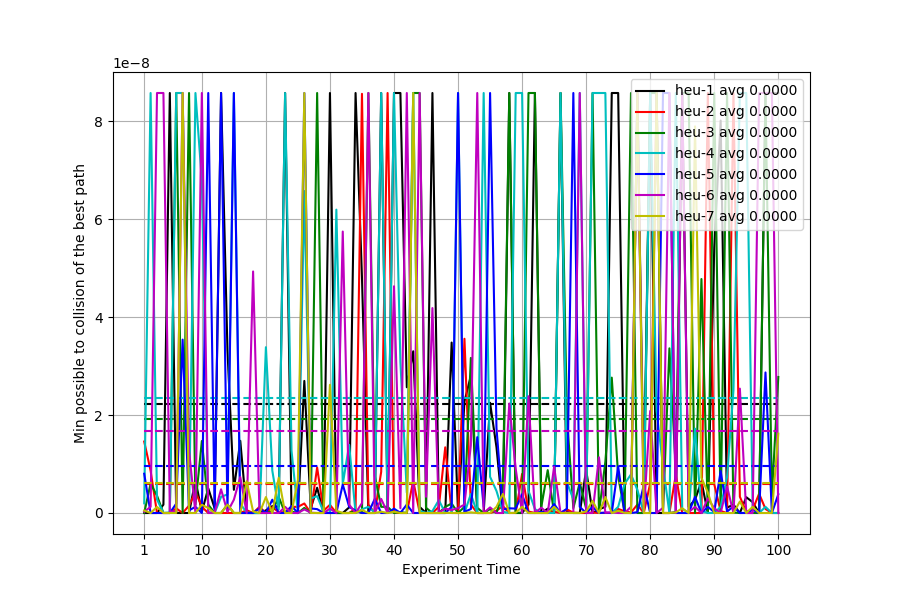 1e−8
heu-1 avg 0.0000
heu-2 avg 0.0000
heu-3 avg 0.0000
heu-4 avg 0.0000
heu-5 avg 0.0000
heu-6 avg 0.0000
heu-7 avg 0.0000
Min possible to collision of the best path
8
6
4
2
0
1 10 20 30 40 50 60 70 80 90 100
Experiment Time